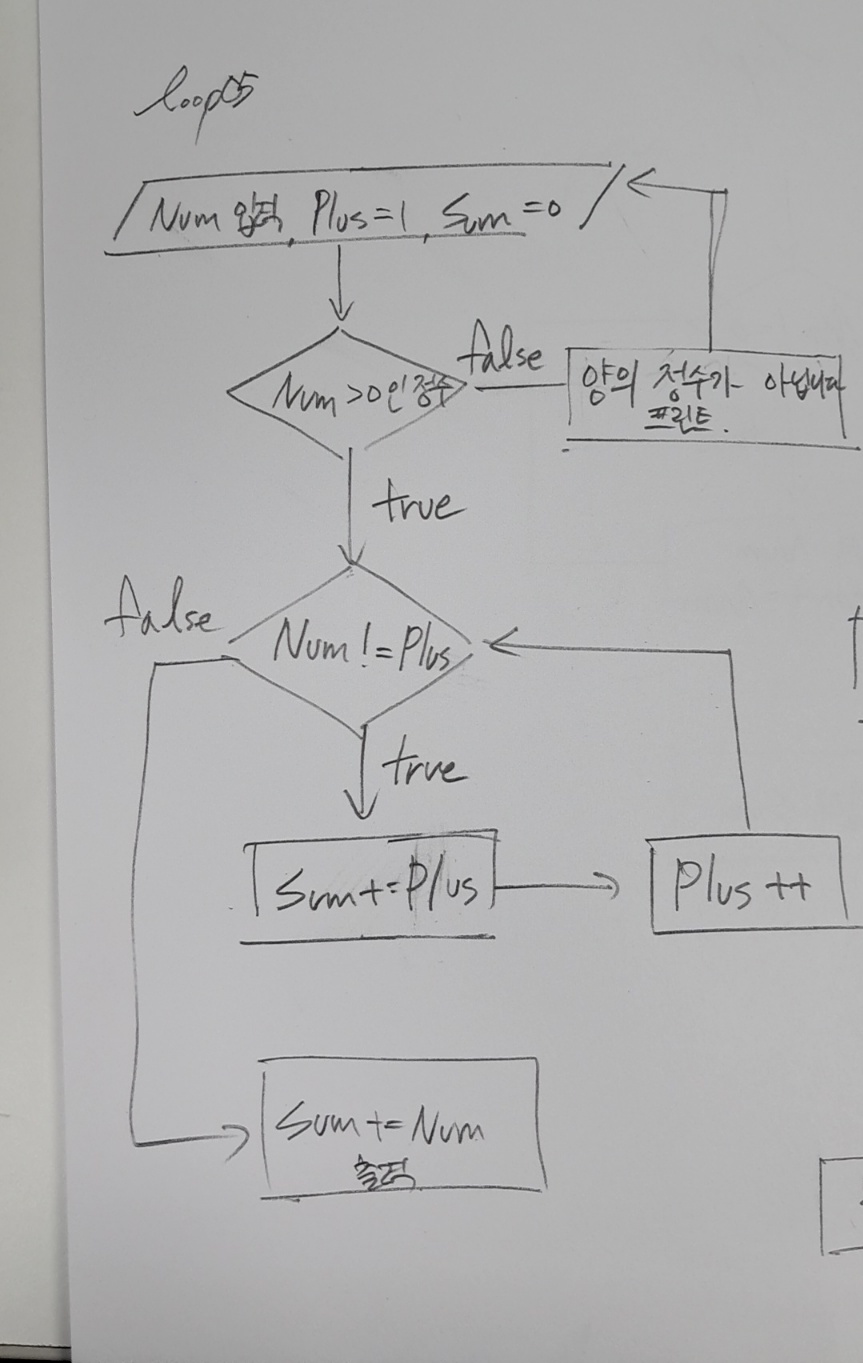 loop05
Num 입력, Plus=1, Sum=0
Num>0인정수
false
양의 정수가 아닙니다
프린트.
true
false
Num!=Plus
true
Sum+=Plus
Plus++
Sum+=Num
출력